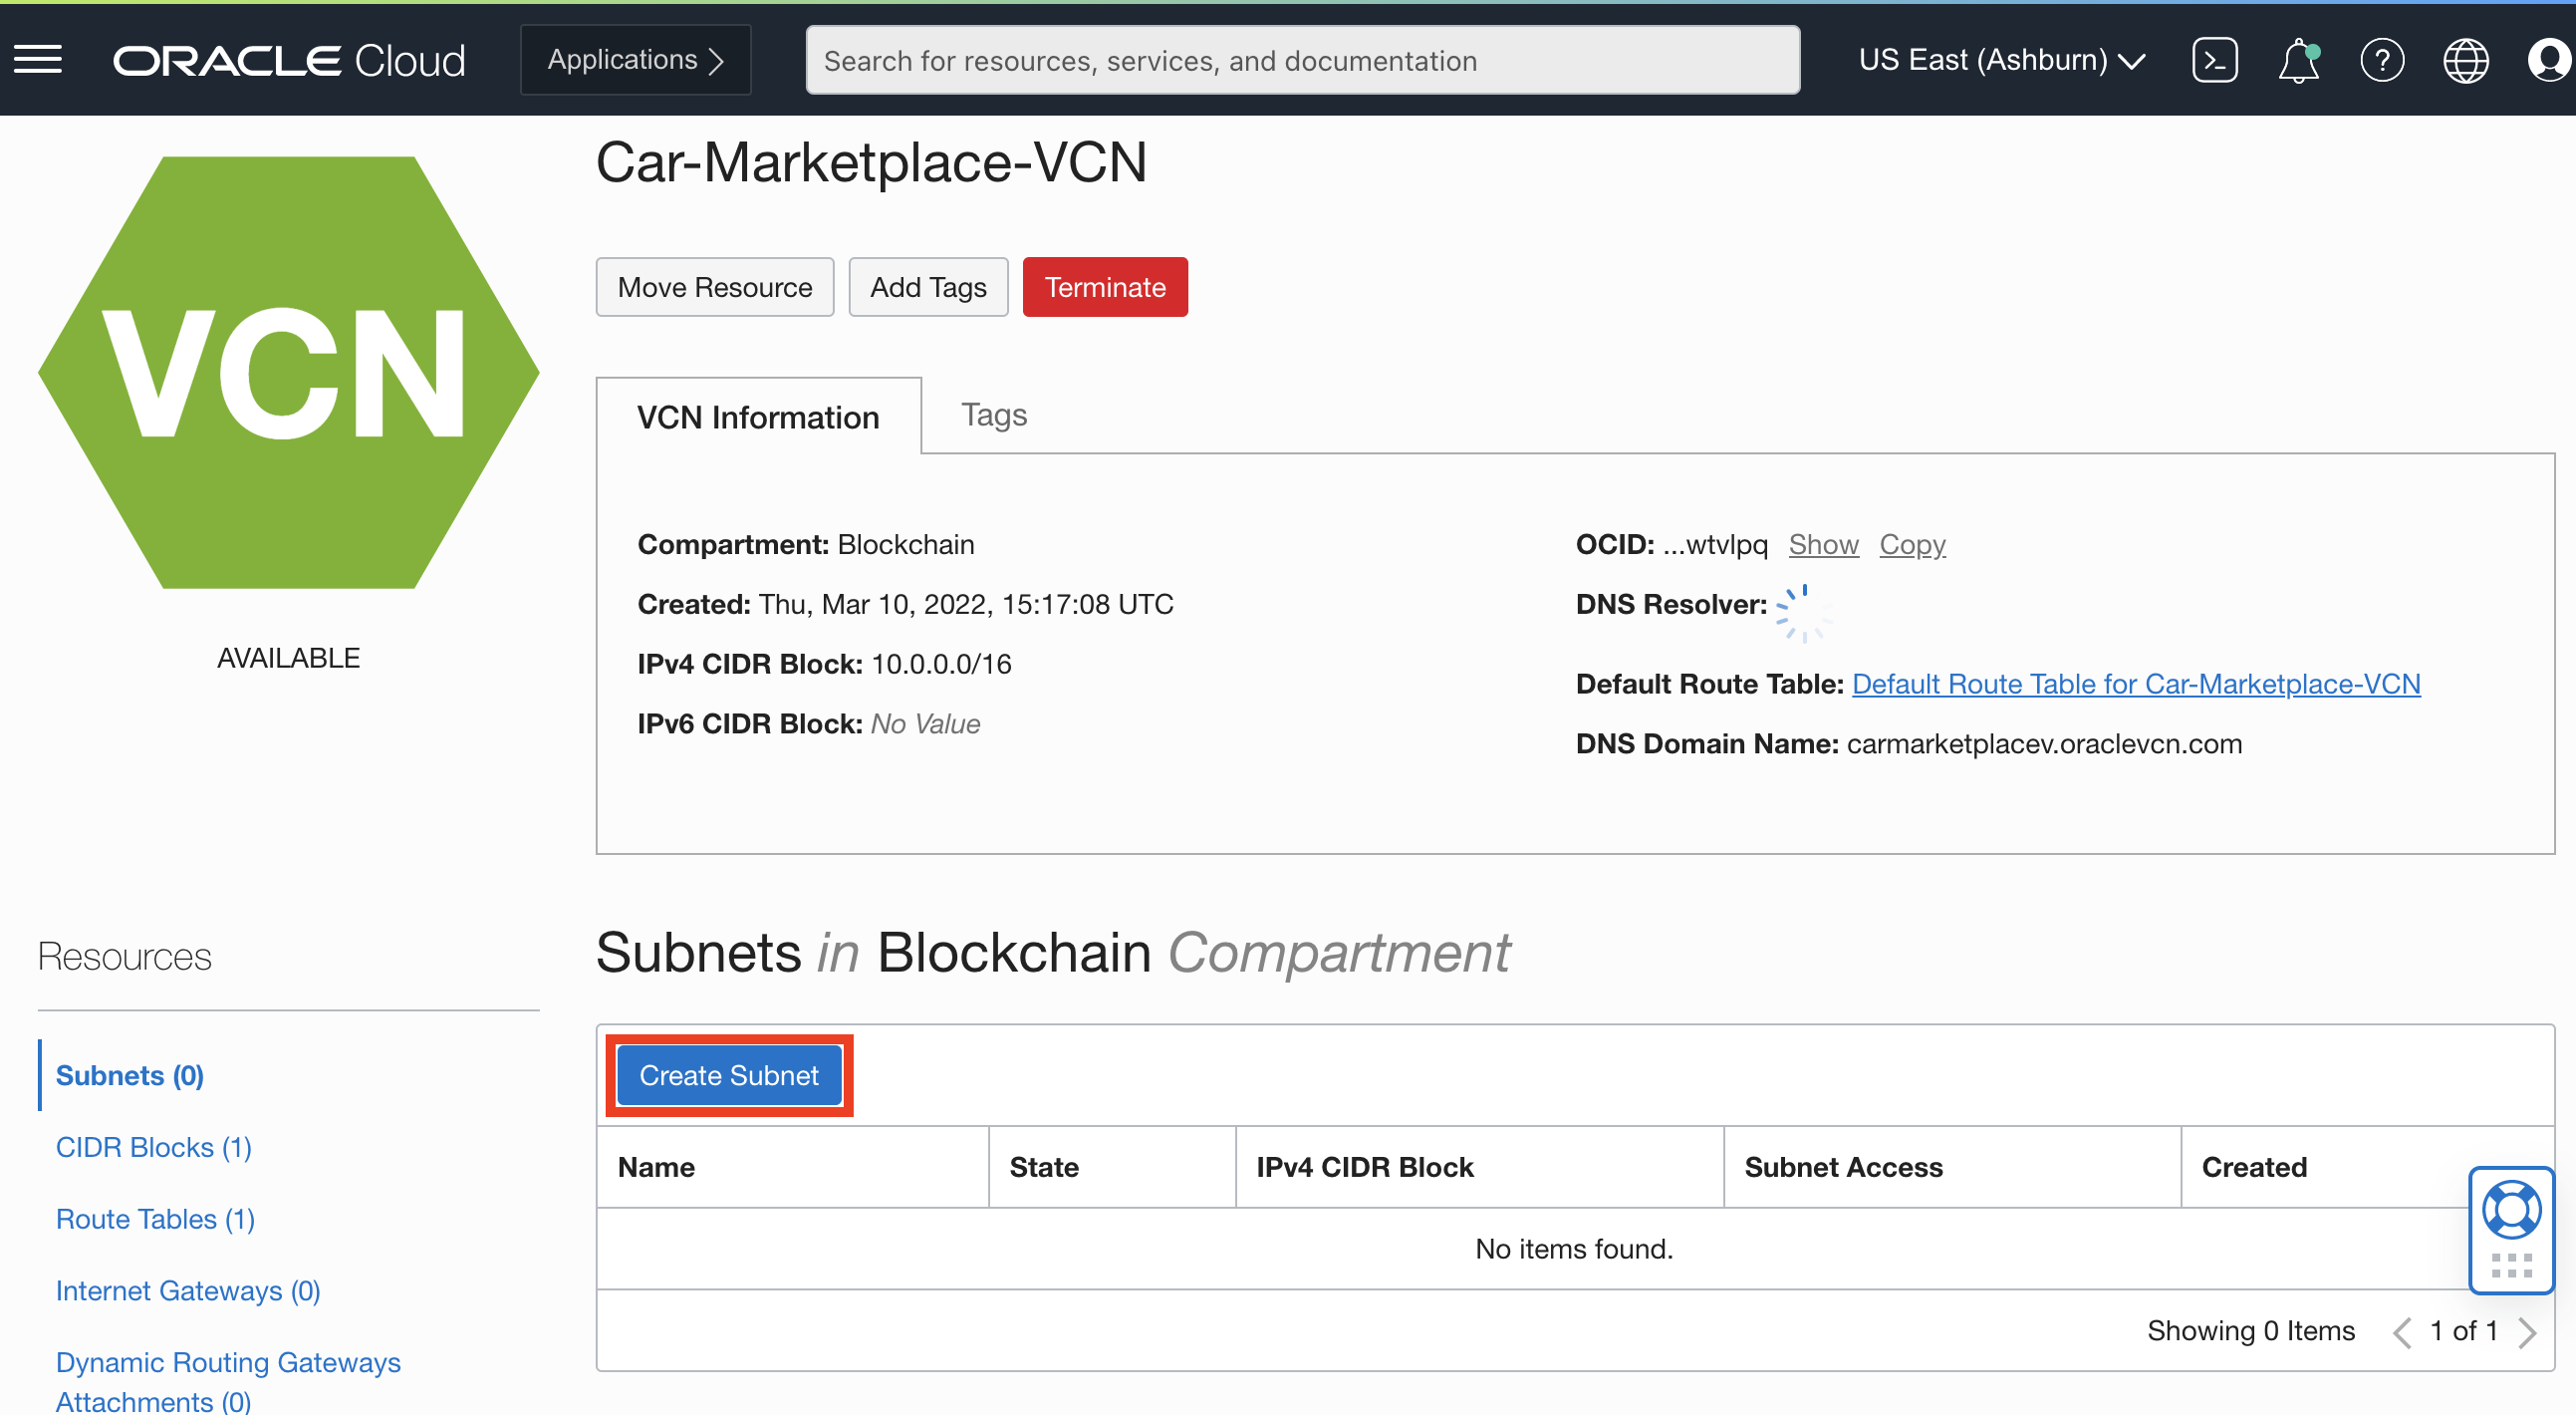 ORACLE Cloud
Applications
Search for resources, services, and documentation
US East (Ashburn)
VCN
AVAILABLE
Car-Marketplace-VCN
Move Resource
Add Tags
Terminate
VCN Information
Tags
Compartment: Blockchain
Created: Thu, Mar 10, 2022, 15:17:08 UTC
IPv4 CIDR Block: 10.0.0.0/16
IPv6 CIDR Block: No Value
OCID: ...wtvlpq Show Copy
DNS Resolver:
Default Route Table: Default Route Table for Car-Marketplace-VCN
DNS Domain Name: carmarketplacev.oraclevcn.com
Resources
Subnets (0)
CIDR Blocks (1)
Route Tables (1)
Internet Gateways (0)
Dynamic Routing Gateways
Attachments (0)
Subnets in Blockchain Compartment
Create Subnet
Name State IPv4 CIDR Block Subnet Access Created
No items found.
Showing 0 Items 1 of 1